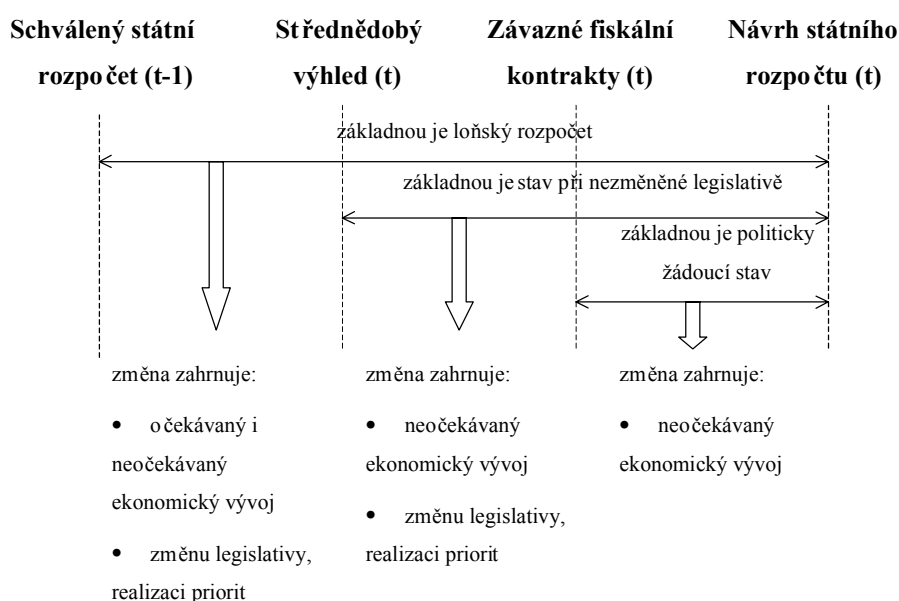 Schválený státní
rozpočet (t-1)
Střednědobý
výhled (t)
Závazné fiskální
kontrakty (t)
Návrh státního
rozpočtu (t)
základnou je loňský rozpočet
základnou je stav při nezměněné legislativě
základnou je politicky
žádoucí stav
změna zahrnuje:
• očekávaný i
neočekávaný
ekonomický vývoj
• změnu legislativy,
realizaci priorit
změna zahrnuje:
• neočekávaný
ekonomický vývoj
• změnu legislativy,
realizaci priorit
změna zahrnuje:
• neočekávaný
ekonomický vývoj